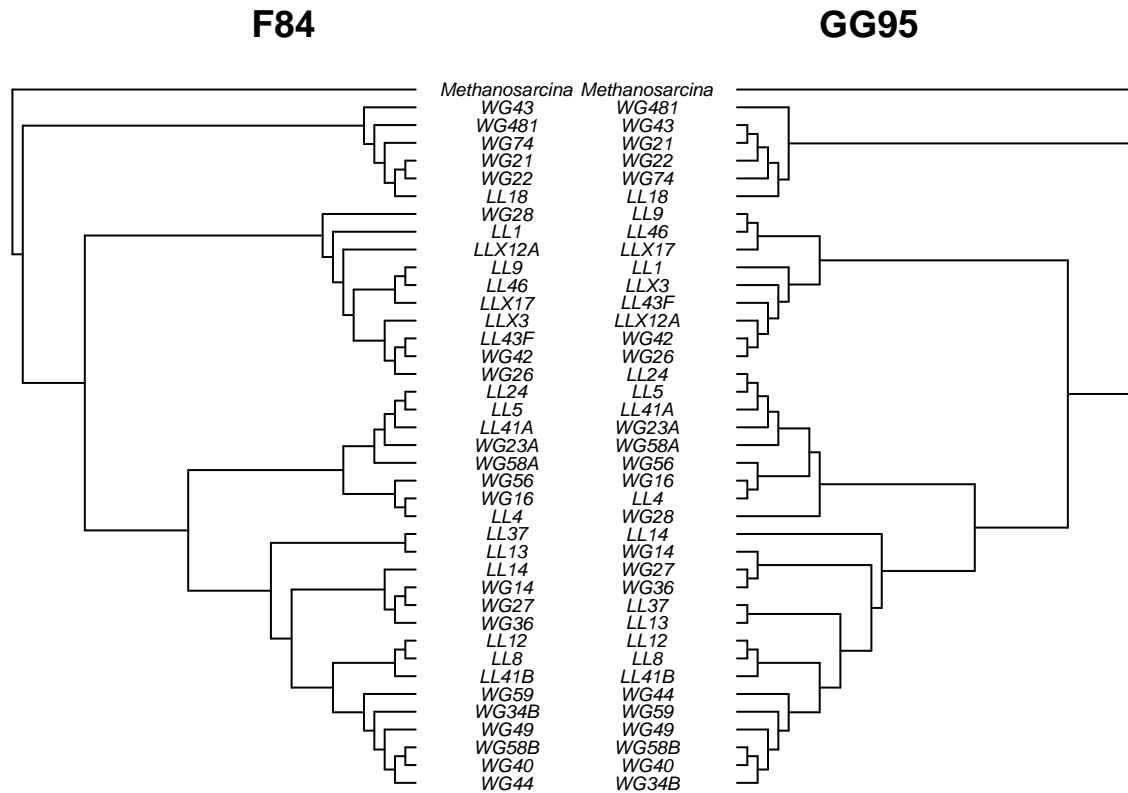 F84 GG95
Methanosarcina Methanosarcina
WG43 WG481
WG481 WG43
WG74 WG21
WG21 WG22
WG22 WG74
LL18 LL18
WG28 LL9
LL1 LL46
LLX12A LLX17
LL9 LL1
LL46 LLX3
LLX17 LL43F
LLX3 LLX12A
LL43F WG42
WG42 WG26
WG26 LL24
LL24 LL5
LL5 LL41A
LL41A WG23A
WG23A WG58A
WG58A WG56
WG56 WG16
WG16 LL4
LL4 WG28
LL37 LL14
LL13 WG14
LL14 WG27
WG14 WG36
WG27 LL37
WG36 LL13
LL12 LL12
LL8 LL8
LL41B LL41B
WG59 WG44
WG34B WG59
WG49 WG49
WG58B WG58B
WG40 WG40
WG44 WG34B